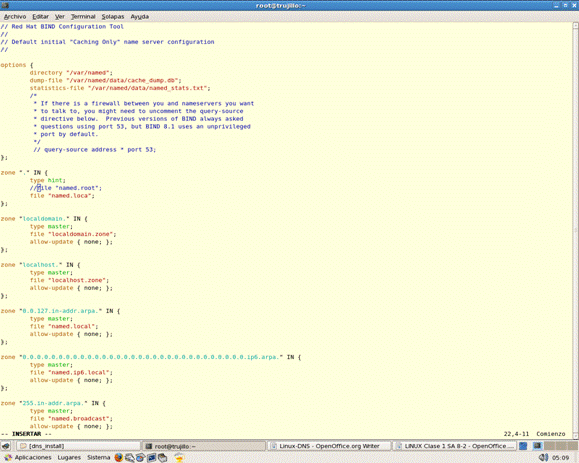 root@trujillo:~
Archivo Editar Ver Terminal Solapas Ayuda
// Red Hat BIND Configuration Tool
//
// Default initial "Caching Only" name server configuration
//
options {
directory "/var/named";
dump-file "/var/named/data/cache_dump.db";
statistics-file "/var/named/data/named_stats.txt";
/*
* If there is a firewall between you and nameservers you want
* to talk to, you might need to uncomment the query-source
* directive below. Previous versions of BIND always asked
* questions using port 53, but BIND 8.1 uses an unprivileged
* port by default.
*/
// query-source address * port 53;
};
zone "." IN {
type hint;
//file "named.root";
file "named.loca";
};
zone "localdomain." IN {
type master;
file "localdomain.zone";
allow-update { none; };
};
zone "localhost." IN {
type master;
file "localhost.zone";
allow-update { none; };
};
zone "0.0.127.in-addr.arpa." IN {
type master;
file "named.local";
allow-update { none; };
};
zone "0.0.0.0.0.0.0.0.0.0.0.0.0.0.0.0.0.0.0.0.0.0.0.0.0.0.0.0.0.0.0.0.ip6.arpa." IN {
type master;
file "named.ip6.local";
allow-update { none; };
};
zone "255.in-addr.arpa." IN {
type master;
file "named.broadcast";
allow-update { none; };
-- INSERTAR -- 22,4-11 Comienzo
[dns_install] root@trujillo:~ Linux-DNS - OpenOffice.org Writer LINUX Clase 1 SA 8-2 - OpenOffice....
Aplicaciones Lugares Sistema 05:09